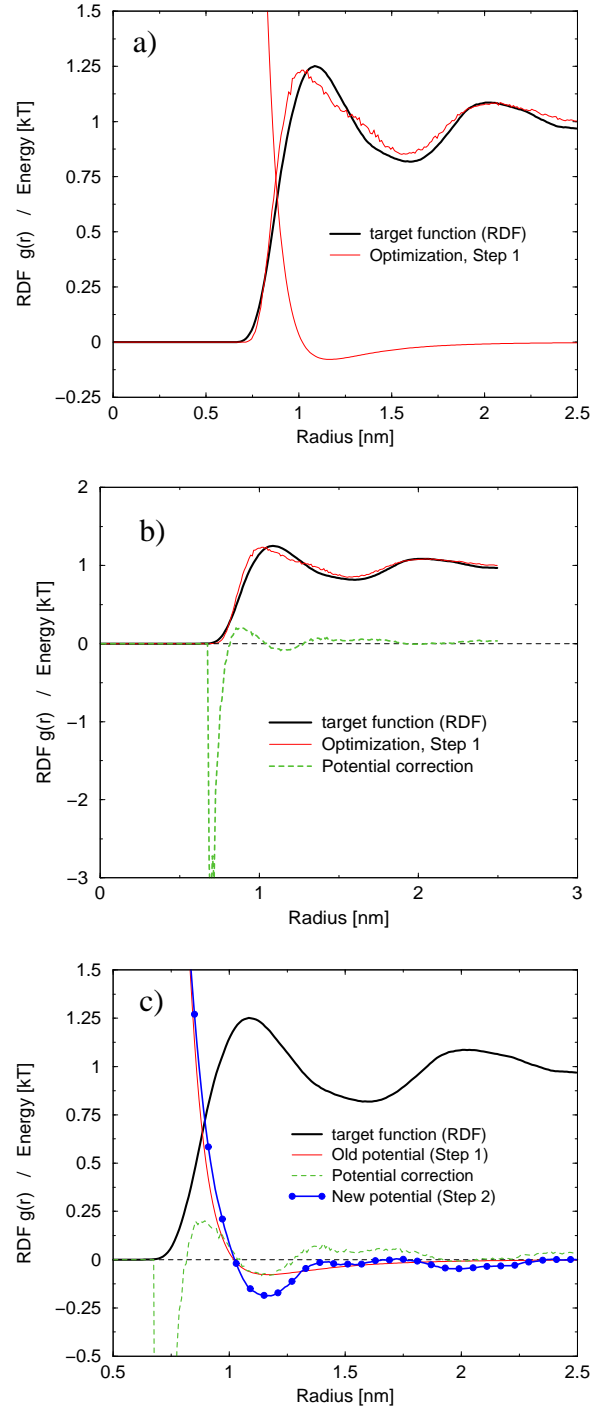 a)
1.5
1.25
1
0.75
0.5
0.25
0
−0.25
RDF g(r) / Energy [kT]
target function (RDF)
Optimization, Step 1
0 0.5 1 1.5 2 2.5
Radius [nm]
b)
2
1
0
−1
−2
−3
RDF g(r) / Energy [kT]
target function (RDF)
Optimization, Step 1
Potential correction
0 1 2 3
Radius [nm]
c)
1.5
1.25
1
0.75
0.5
0.25
0
−0.25
−0.5
RDF g(r) / Energy [kT]
target function (RDF)
Old potential (Step 1)
Potential correction
New potential (Step 2)
0.5 1 1.5 2 2.5
Radius [nm]